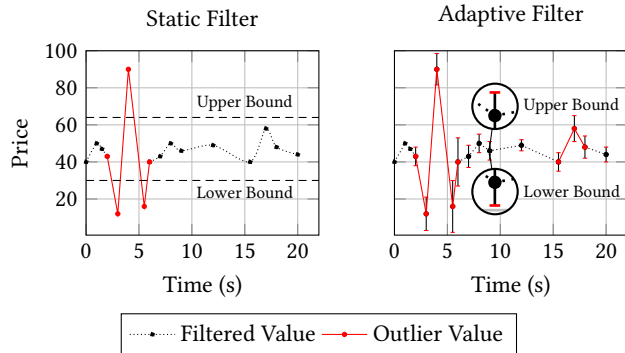 Static Filter
Adaptive Filter
Price
100
80
60
40
20
Upper Bound
Lower Bound
0
5
10
15
20
Time (s)
Upper Bound
Lower Bound
0
5
10
15
20
Time (s)
Filtered Value
Outlier Value